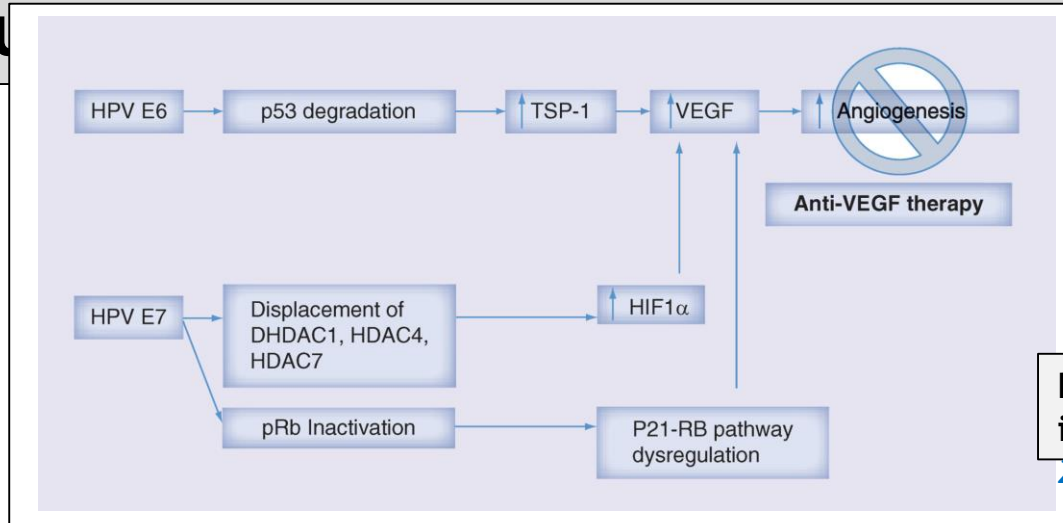 HPV E6
p53 degradation
↑ TSP-1
↑ VEGF
↑ Angiogenesis
Anti-VEGF therapy
HPV E7
Displacement of
DHDAC1, HDAC4,
HDAC7
↑ HIF1α
pRb Inactivation
P21-RB pathway
dysregulation